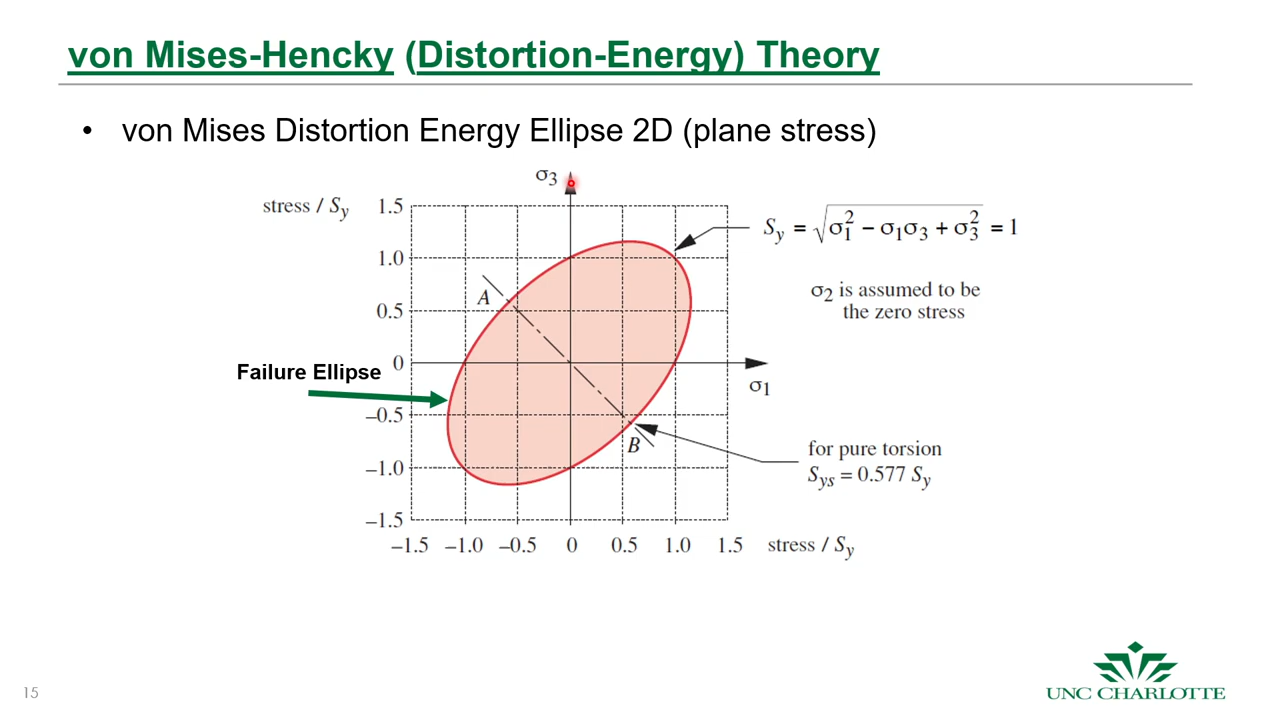 von Mises-Hencky (Distortion-Energy) Theory
• von Mises Distortion Energy Ellipse 2D (plane stress)
σ3
stress / Sy
1.5
1.0
0.5
0
–0.5
–1.0
–1.5
A
B
Failure Ellipse
Sy = √σ1² − σ1σ3 + σ3² = 1
σ2 is assumed to be
the zero stress
σ1
for pure torsion
Sys = 0.577 Sy
–1.5 –1.0 –0.5 0 0.5 1.0 1.5 stress / Sy
15
UNC CHARLOTTE